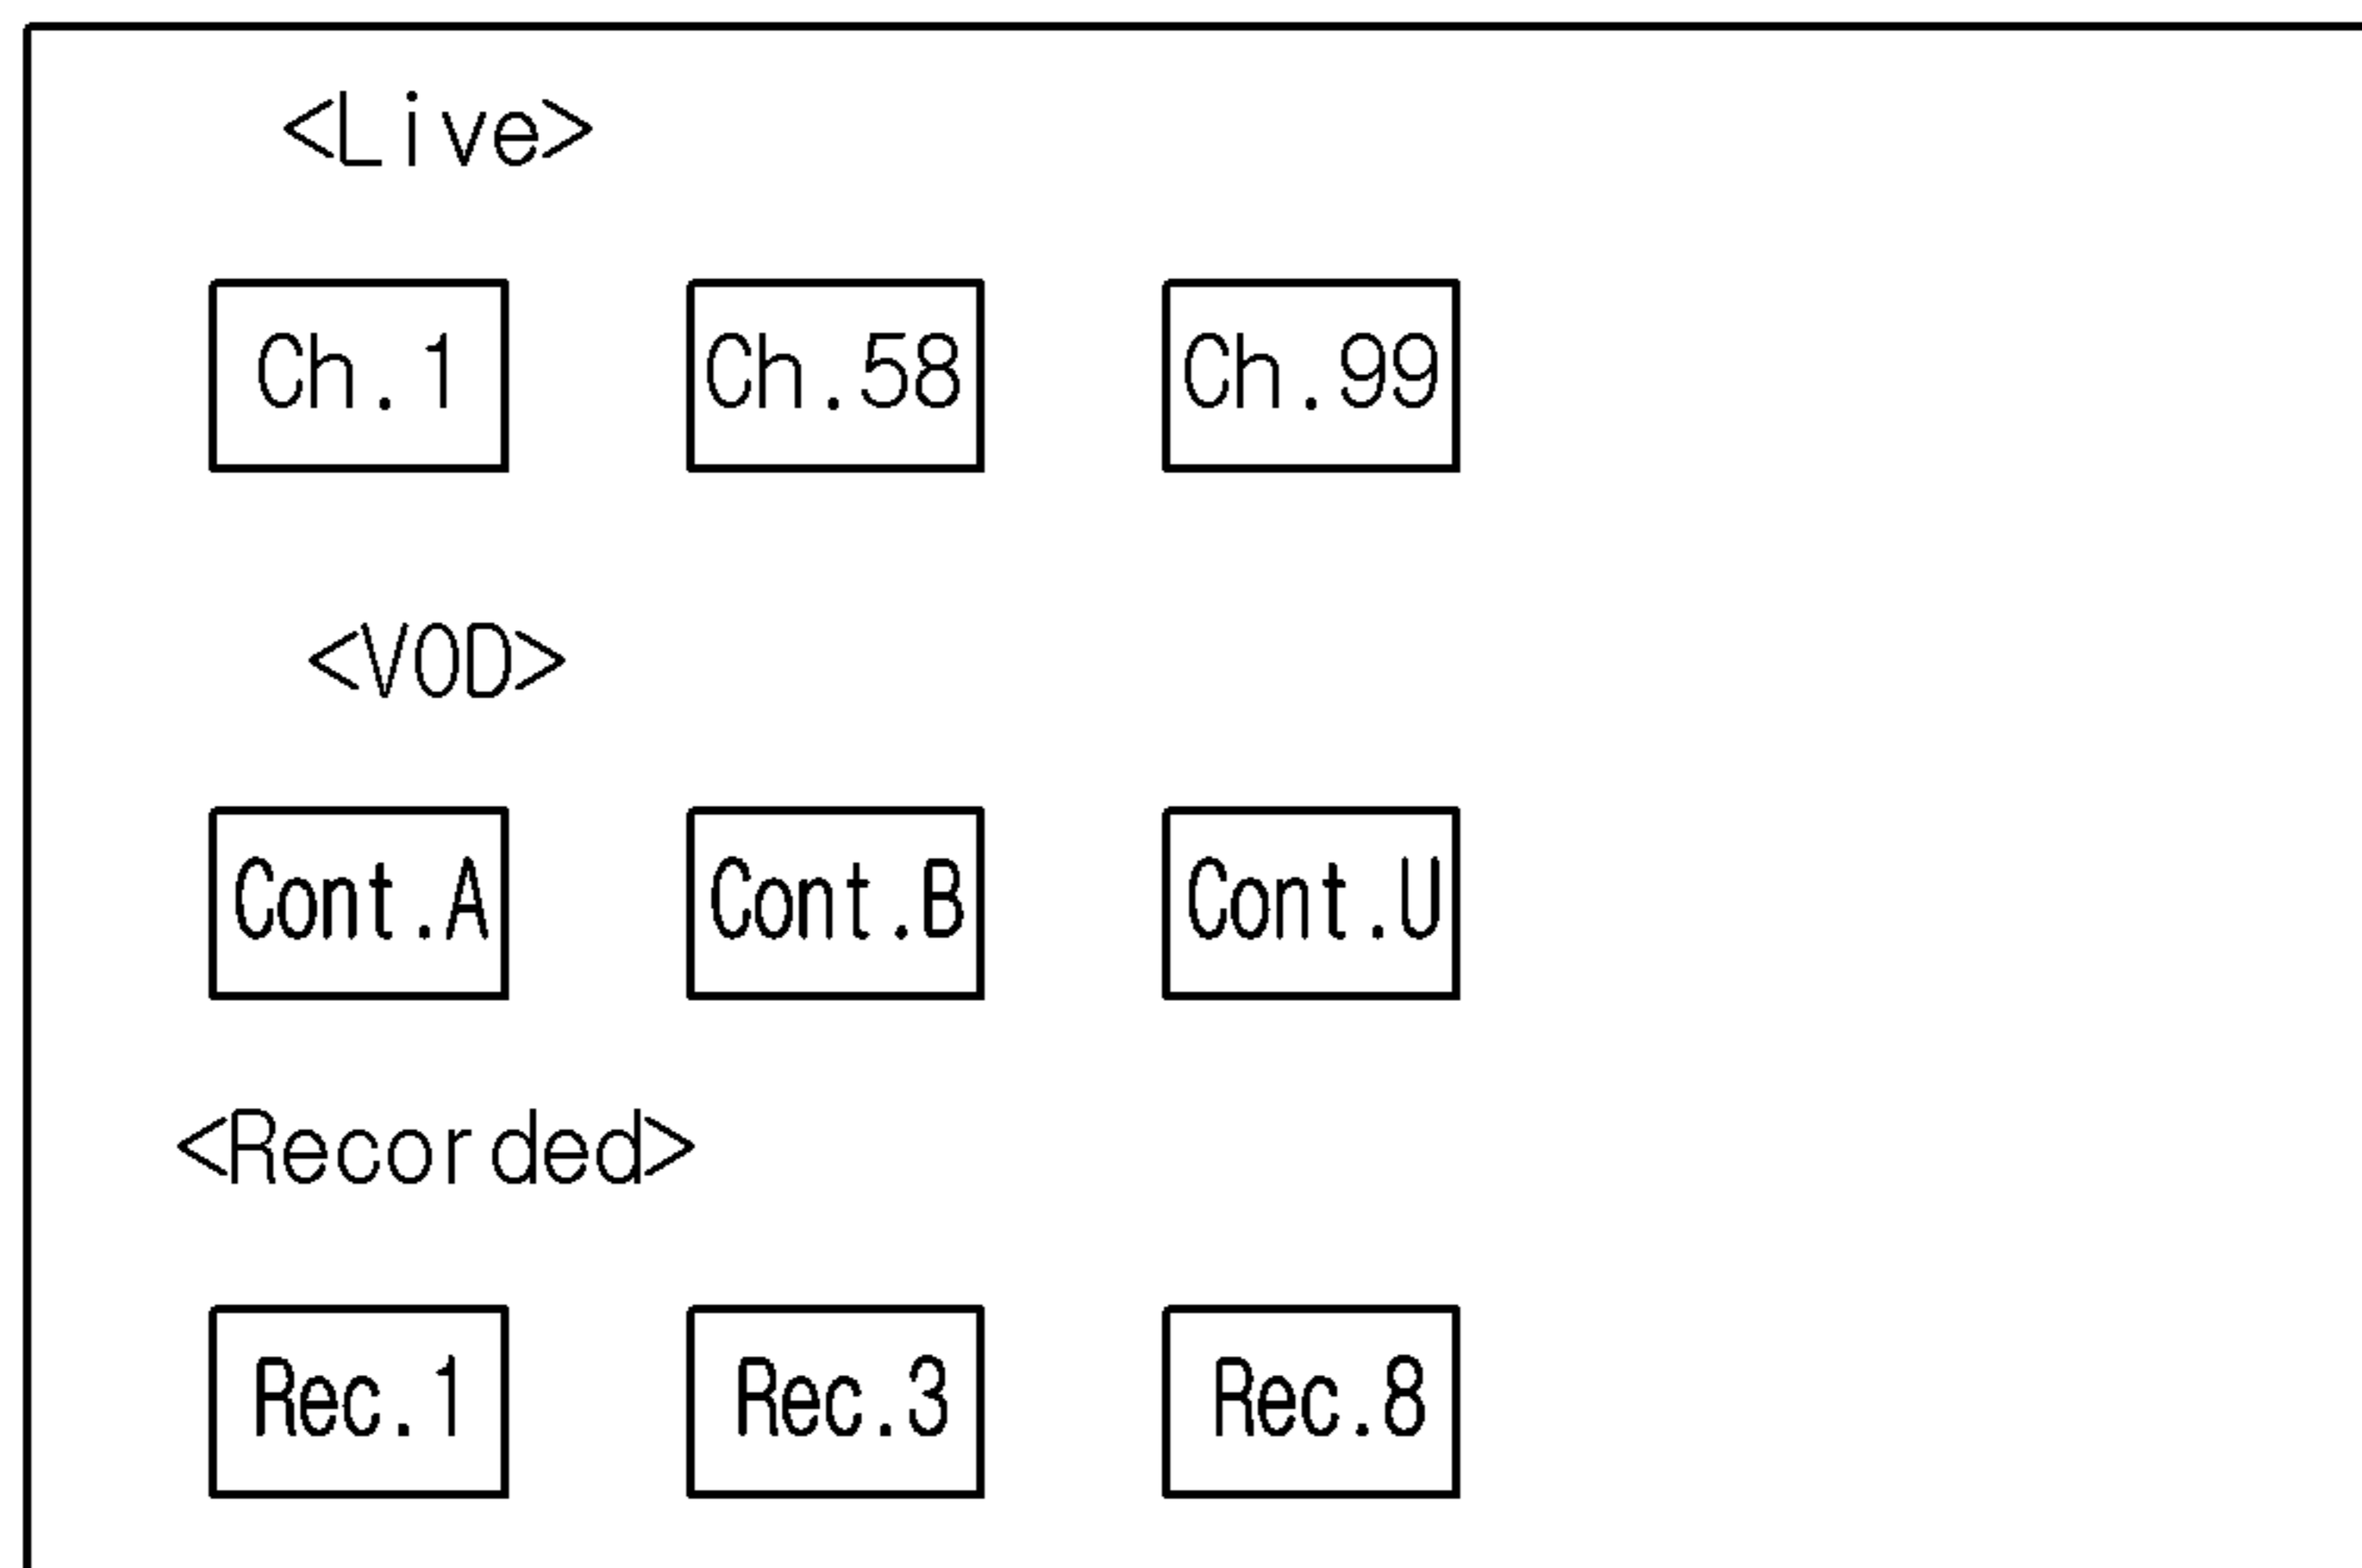 <Live>
Ch.1 Ch.58 Ch.99
<VOD>
Cont.A Cont.B Cont.U
<Recorded>
Rec.1 Rec.3 Rec.8